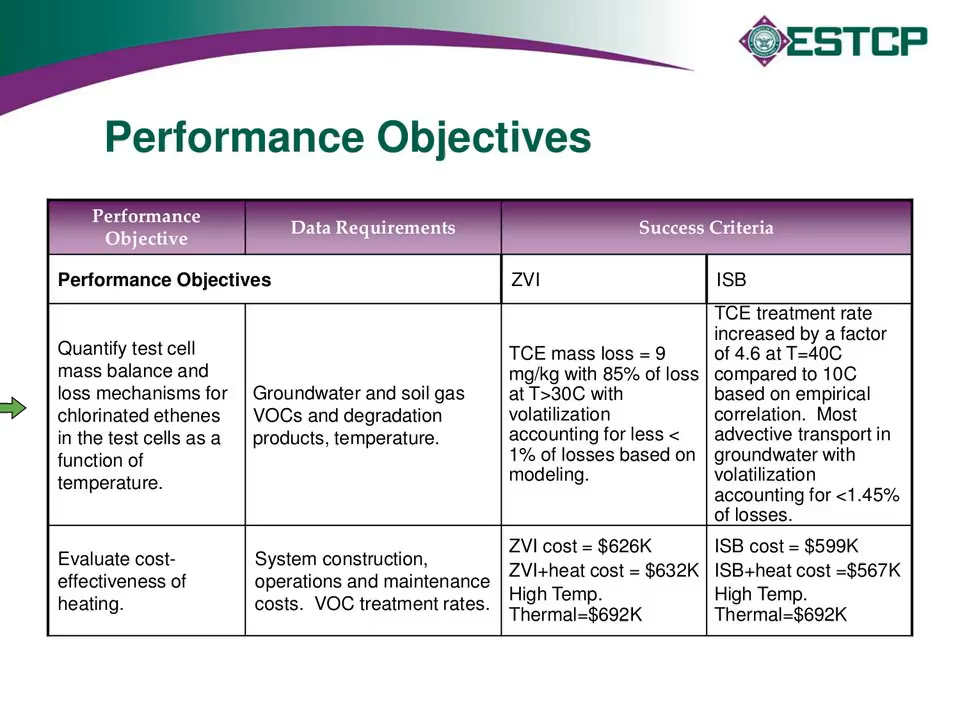 ESTCP
Performance Objectives
Performance
Objective
Data Requirements
Success Criteria
Performance Objectives
ZVI
ISB
Quantify test cell
mass balance and
loss mechanisms for
chlorinated ethenes
in the test cells as a
function of
temperature.
Groundwater and soil gas
VOCs and degradation
products, temperature.
TCE mass loss = 9
mg/kg with 85% of loss
at T>30C with
volatilization
accounting for less <
1% of losses based on
modeling.
TCE treatment rate
increased by a factor
of 4.6 at T=40C
compared to 10C
based on empirical
correlation.  Most
advective transport in
groundwater with
volatilization
accounting for <1.45%
of losses.
Evaluate cost-
effectiveness of
heating.
System construction,
operations and maintenance
costs.  VOC treatment rates.
ZVI cost = $626K
ZVI+heat cost = $632K
High Temp.
Thermal=$692K
ISB cost = $599K
ISB+heat cost =$567K
High Temp.
Thermal=$692K